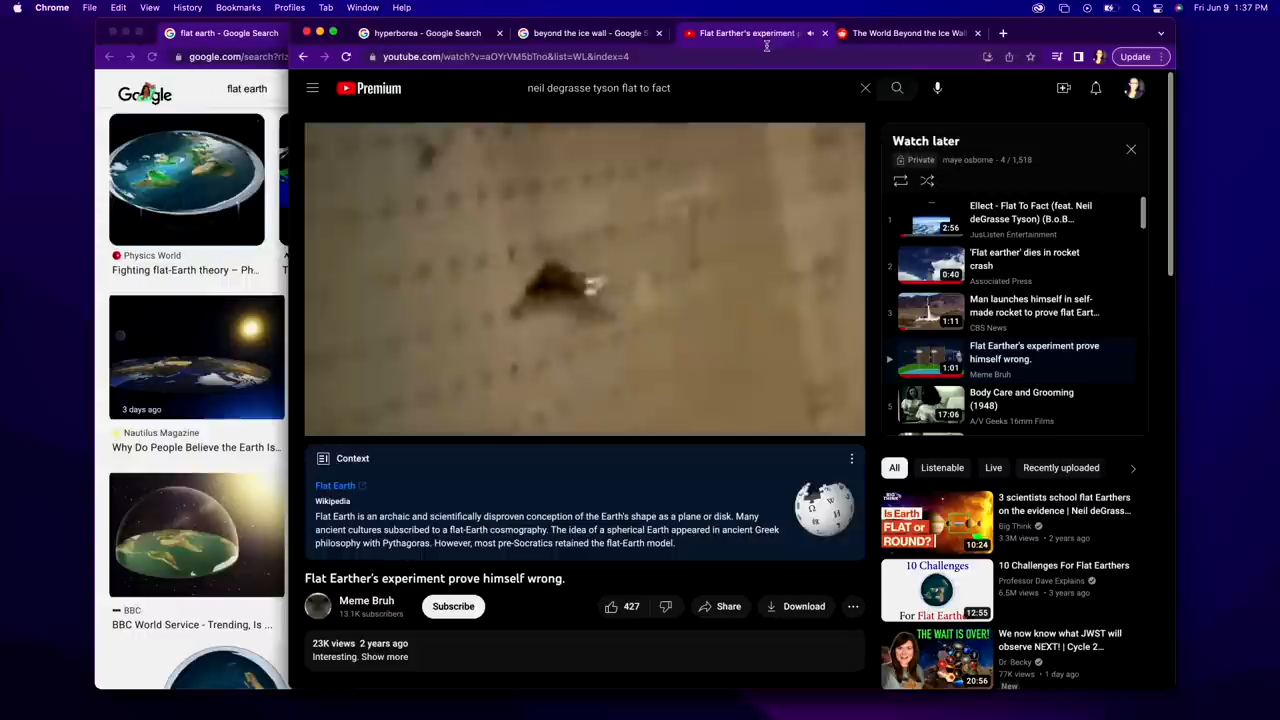 Chrome File Edit View History Bookmarks Profiles Tab Window Help
Fri Jun 9 1:37 PM
flat earth - Google Search
google.com/search?rlz
Google
flat earth
Physics World
Fighting flat-Earth theory – Ph...
3 days ago
Nautilus Magazine
Why Do People Believe the Earth Is...
BBC
BBC World Service - Trending, Is ...
hyperborea - Google Search
beyond the ice wall - Google S
Flat Earther's experiment p
The World Beyond the Ice Wal
youtube.com/watch?v=aOYrVM5bTno&list=WL&index=4
Update
Premium
neil degrasse tyson flat to fact
Context
Flat Earth
Wikipedia
Flat Earth is an archaic and scientifically disproven conception of the Earth's shape as a plane or disk. Many
ancient cultures subscribed to a flat-Earth cosmography. The idea of a spherical Earth appeared in ancient Greek
philosophy with Pythagoras. However, most pre-Socratics retained the flat-Earth model.
Flat Earther's experiment prove himself wrong.
Meme Bruh
13.1K subscribers
Subscribe
427
Share
Download
23K views 2 years ago
Interesting. Show more
Watch later
Private maye osborne - 4 / 1,518
1
2:56
Ellect - Flat To Fact (feat. Neil
deGrasse Tyson) (B.o.B...
JustListen Entertainment
2
0:40
'Flat earther' dies in rocket
crash
Associated Press
3
1:11
Man launches himself in self-
made rocket to prove flat Eart...
CBS News
1:01
Flat Earther's experiment prove
himself wrong.
Meme Bruh
5
17:06
Body Care and Grooming
(1948)
A/V Geeks 16mm Films
All
Listenable
Live
Recently uploaded
BIG THINK
Is Earth
FLAT or
ROUND?
10:24
3 scientists school flat Earthers
on the evidence | Neil deGrass...
Big Think
3.3M views • 2 years ago
10 Challenges
For Flat Earthers
12:55
10 Challenges For Flat Earthers
Professor Dave Explains
6.5M views • 3 years ago
THE WAIT IS OVER!
20:56
We now know what JWST will
observe NEXT! | Cycle 2...
Dr. Becky
77K views • 1 day ago
New